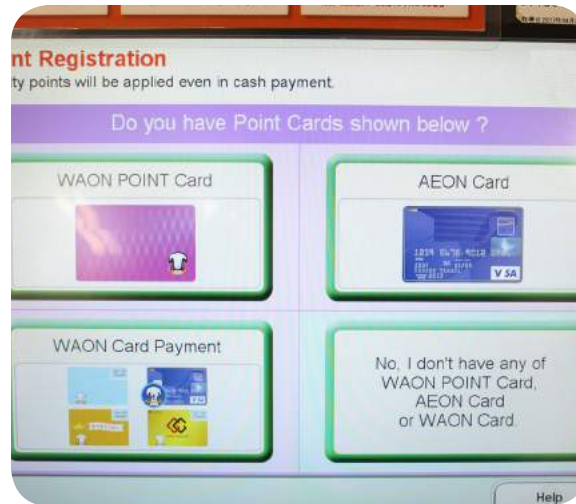 nt Registration
ty points will be applied even in cash payment.
Do you have Point Cards shown below ?
WAON POINT Card
AEON Card
VISA
WAON Card Payment
No, I don't have any of
WAON POINT Card,
AEON Card
or WAON Card.
Help